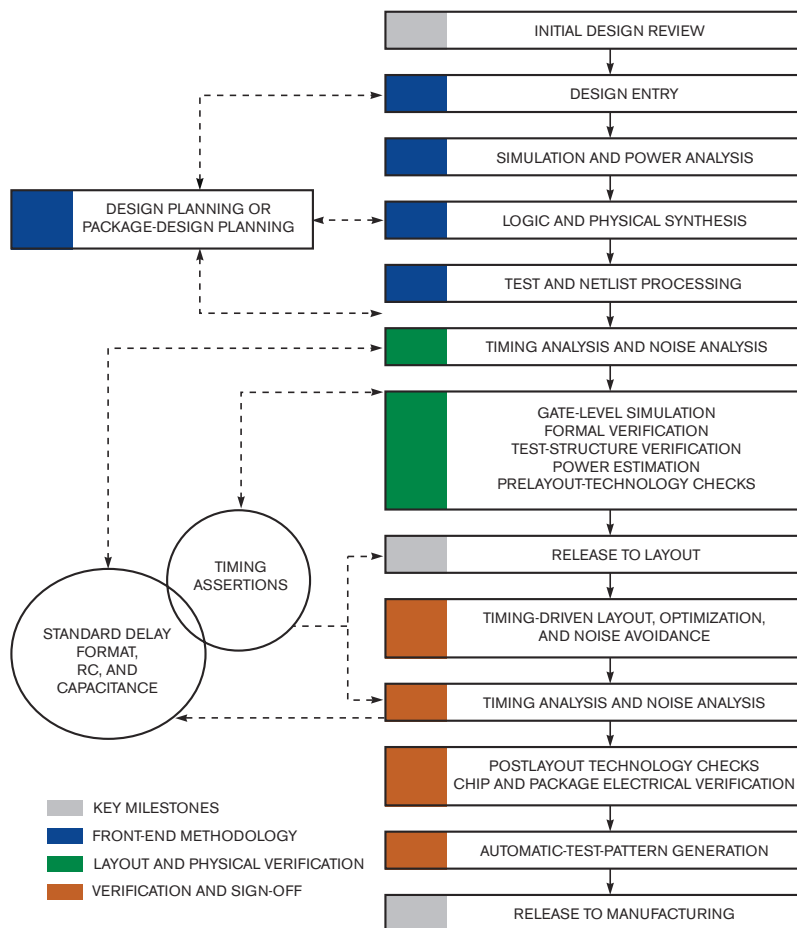 INITIAL DESIGN REVIEW
DESIGN ENTRY
SIMULATION AND POWER ANALYSIS
DESIGN PLANNING OR
PACKAGE-DESIGN PLANNING
LOGIC AND PHYSICAL SYNTHESIS
TEST AND NETLIST PROCESSING
TIMING ANALYSIS AND NOISE ANALYSIS
GATE-LEVEL SIMULATION
FORMAL VERIFICATION
TEST-STRUCTURE VERIFICATION
POWER ESTIMATION
PRELAYOUT-TECHNOLOGY CHECKS
RELEASE TO LAYOUT
TIMING
ASSERTIONS
STANDARD DELAY
FORMAT,
RC, AND
CAPACITANCE
TIMING-DRIVEN LAYOUT, OPTIMIZATION,
AND NOISE AVOIDANCE
TIMING ANALYSIS AND NOISE ANALYSIS
POSTLAYOUT TECHNOLOGY CHECKS
CHIP AND PACKAGE ELECTRICAL VERIFICATION
AUTOMATIC-TEST-PATTERN GENERATION
RELEASE TO MANUFACTURING
KEY MILESTONES
FRONT-END METHODOLOGY
LAYOUT AND PHYSICAL VERIFICATION
VERIFICATION AND SIGN-OFF